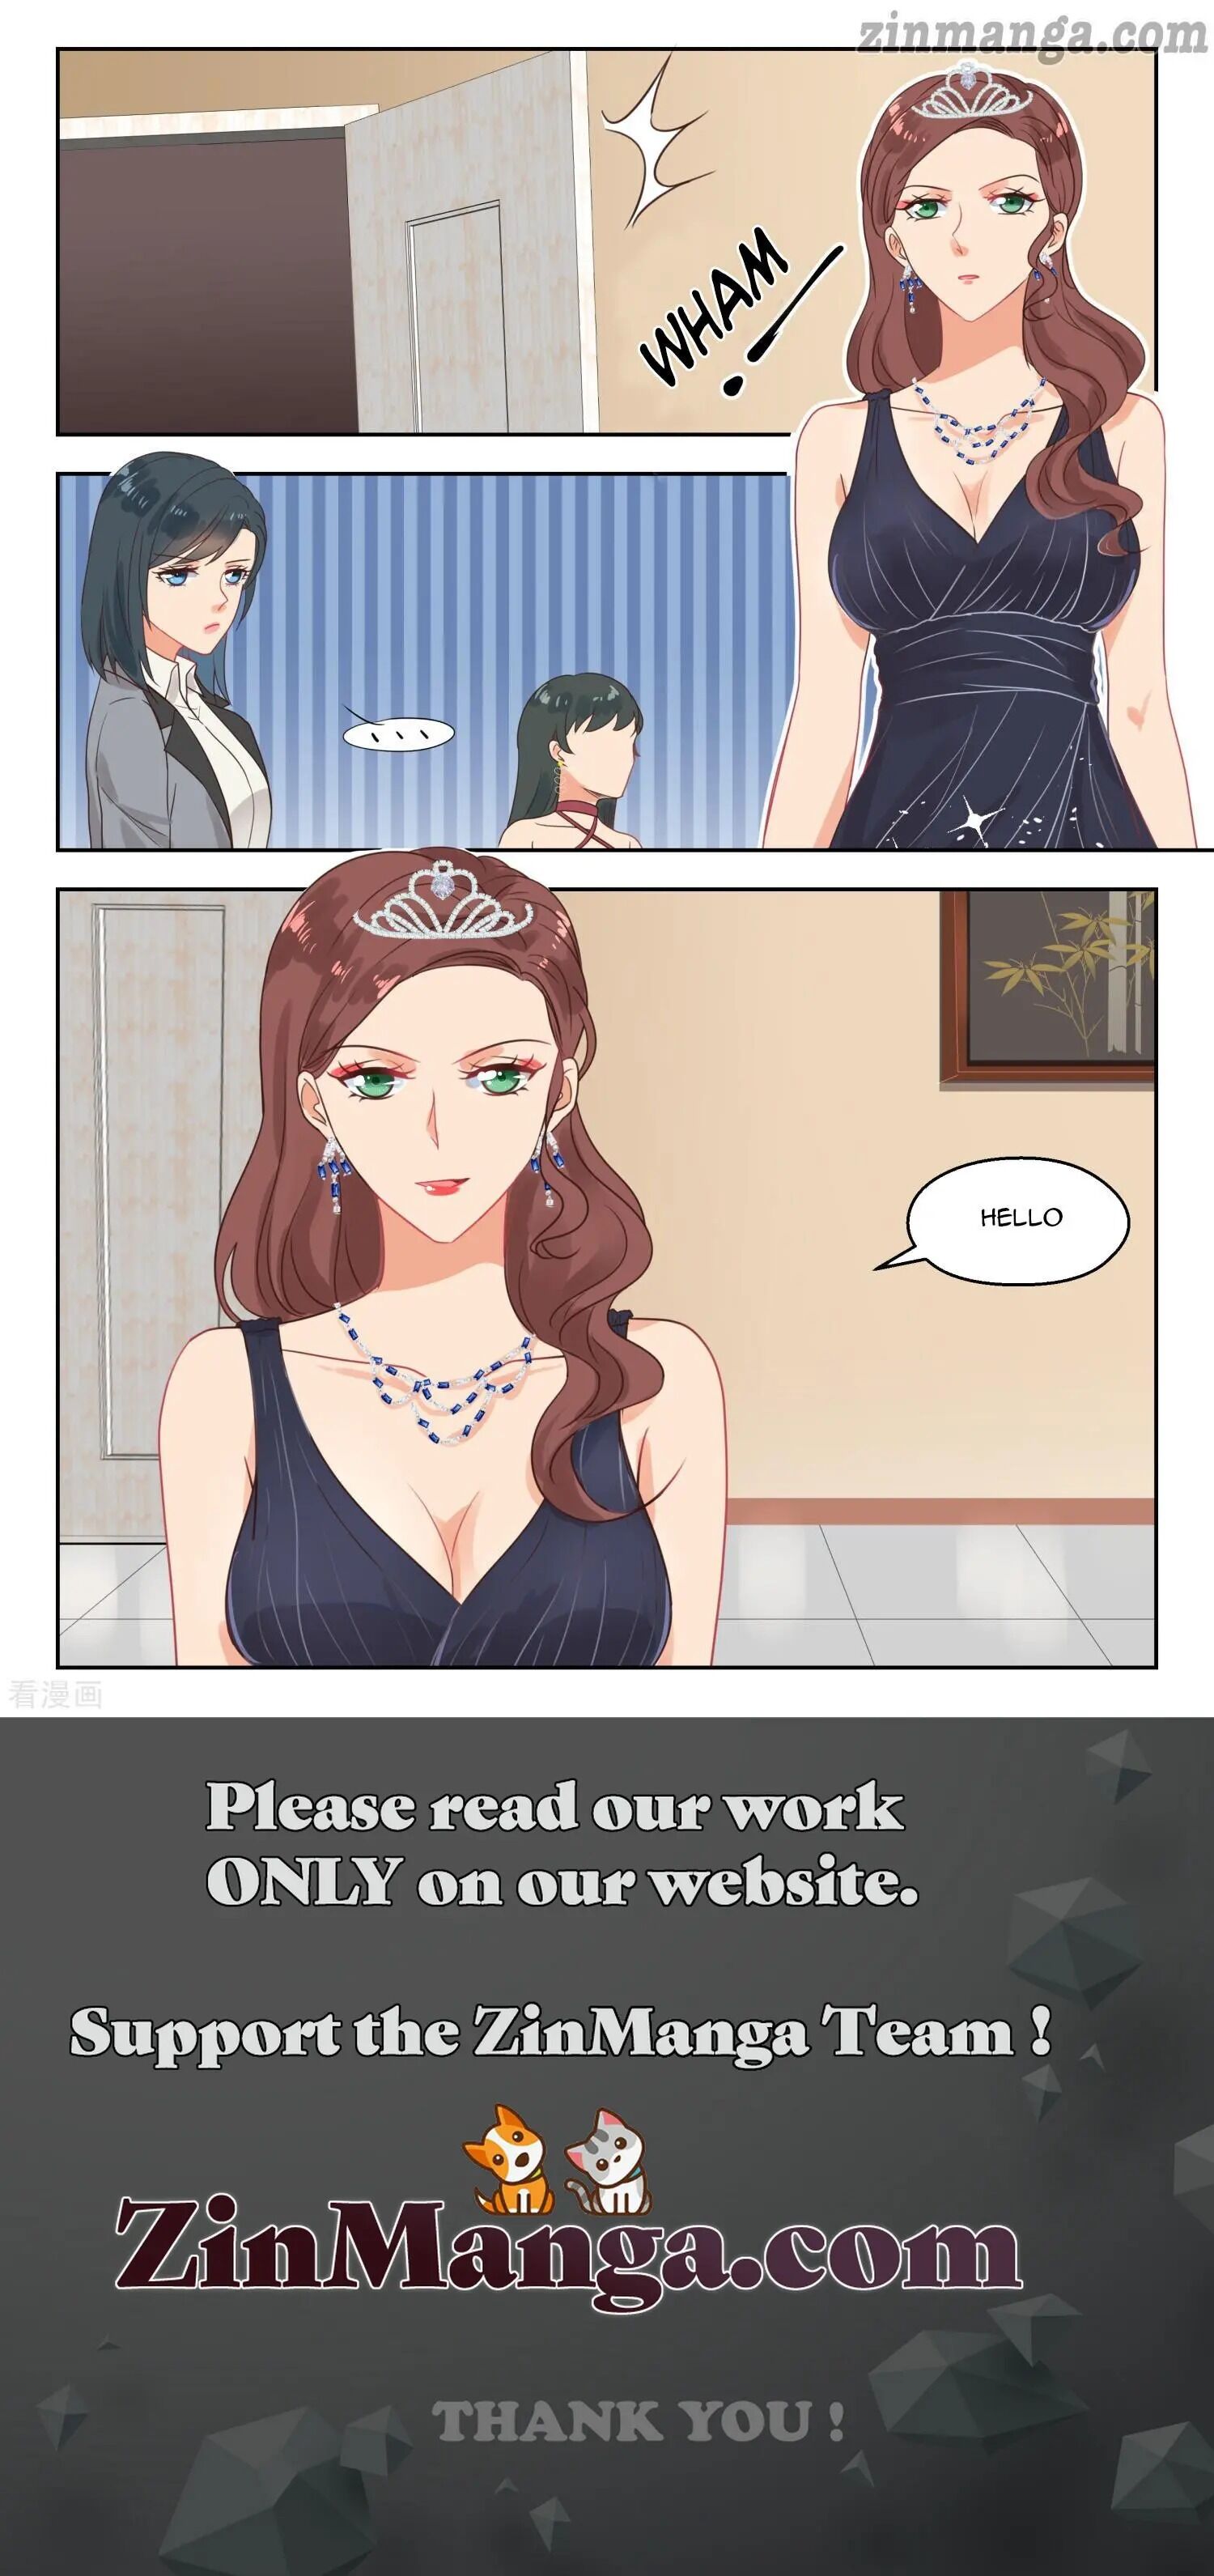 zinmanga.com
WHAM!
...
HELLO
看漫画
Please read our work
ONLY on our website.
Support the ZinManga Team !
ZinManga.com
THANK YOU !